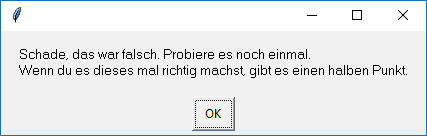 Schade, das war falsch. Probiere es noch einmal.
Wenn du es dieses mal richtig machst, gibt es einen halben Punkt.
OK